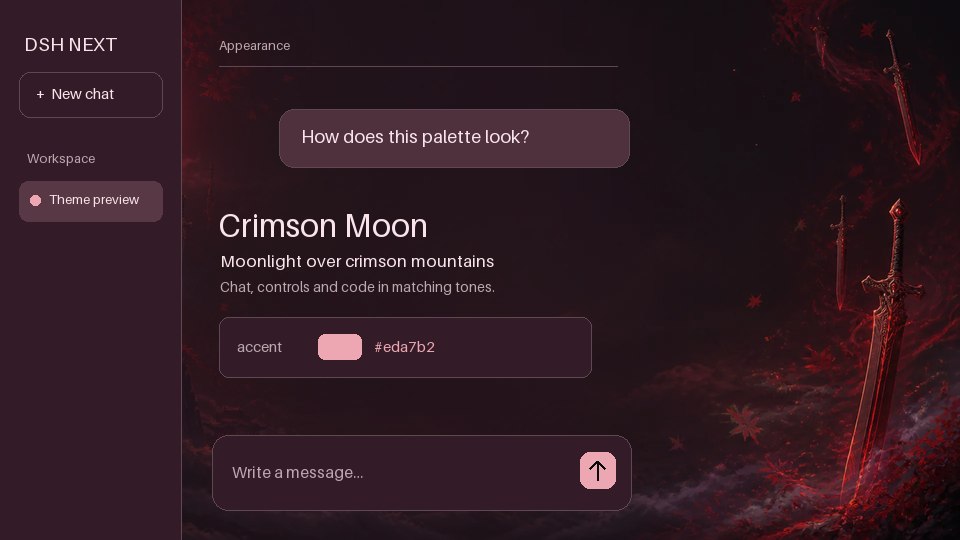 DSH NEXT
+ New chat
Workspace
Theme preview
Appearance
How does this palette look?
Crimson Moon
Moonlight over crimson mountains
Chat, controls and code in matching tones.
accent #eda7b2
Write a message...